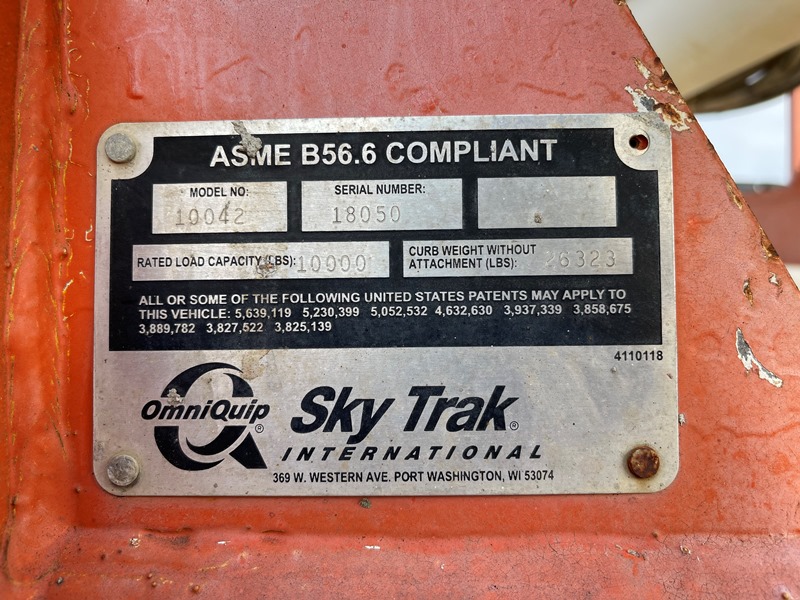 ASME B56.6 COMPLIANT
MODEL NO:
10042
SERIAL NUMBER:
18050
RATED LOAD CAPACITY (LBS): 10000
CURB WEIGHT WITHOUT
ATTACHMENT (LBS): 26323
ALL OR SOME OF THE FOLLOWING UNITED STATES PATENTS MAY APPLY TO
THIS VEHICLE: 5,639,119 5,230,399 5,052,532 4,632,630 3,937,339 3,858,675
3,889,782 3,827,522 3,825,139
4110118
OmniQuip®
Sky Trak®
INTERNATIONAL
369 W. WESTERN AVE. PORT WASHINGTON, WI 53074